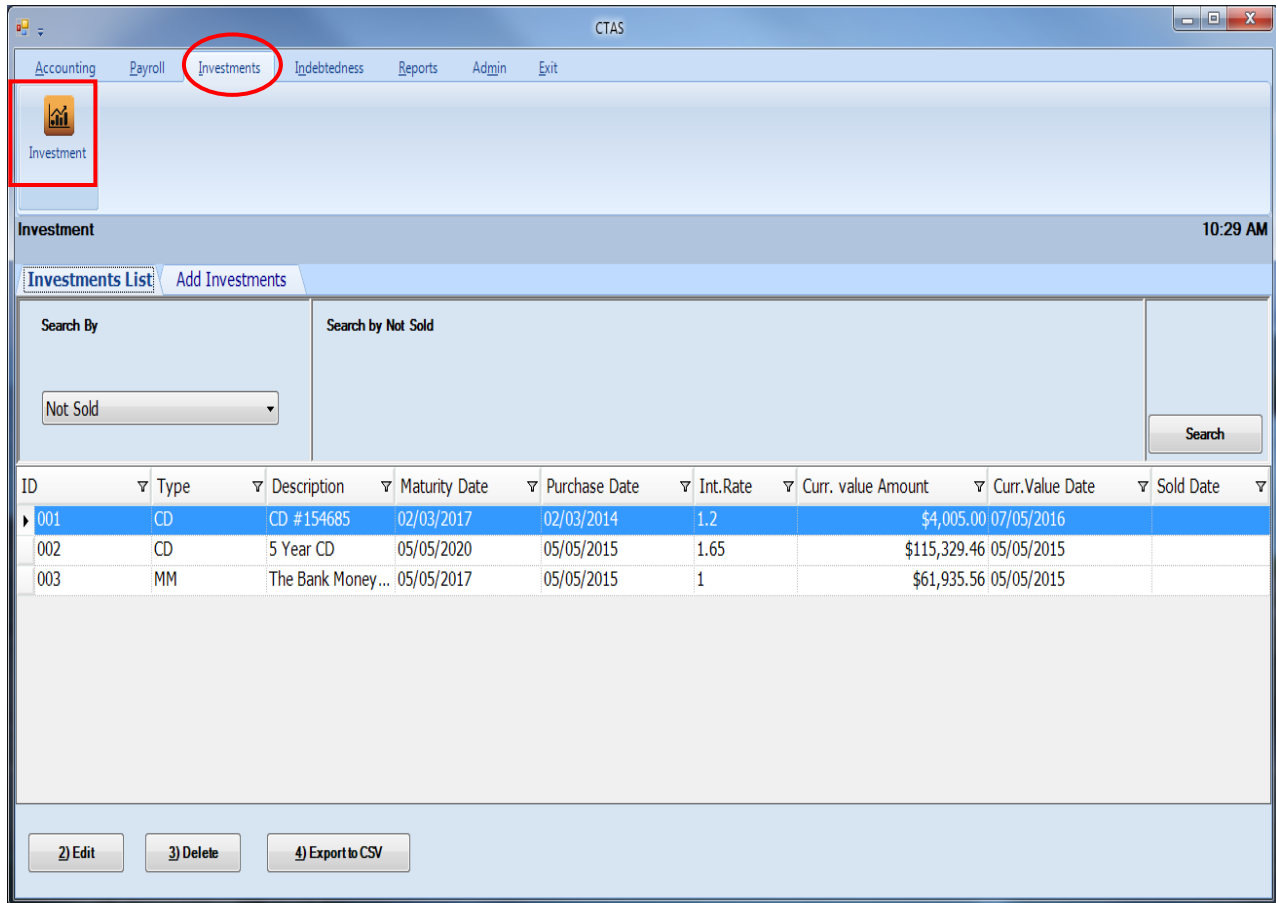 CTAS
Accounting Payroll Investments Indebtedness Reports Admin Exit
Investment
Investment 10:29 AM
Investments List Add Investments
Search By Search by Not Sold
Not Sold
Search
ID Type Description Maturity Date Purchase Date Int.Rate Curr. value Amount Curr.Value Date Sold Date
001 CD CD #154685 02/03/2017 02/03/2014 1.2 $4,005.00 07/05/2016
002 CD 5 Year CD 05/05/2020 05/05/2015 1.65 $115,329.46 05/05/2015
003 MM The Bank Money... 05/05/2017 05/05/2015 1 $61,935.56 05/05/2015
2) Edit 3) Delete 4) Export to CSV